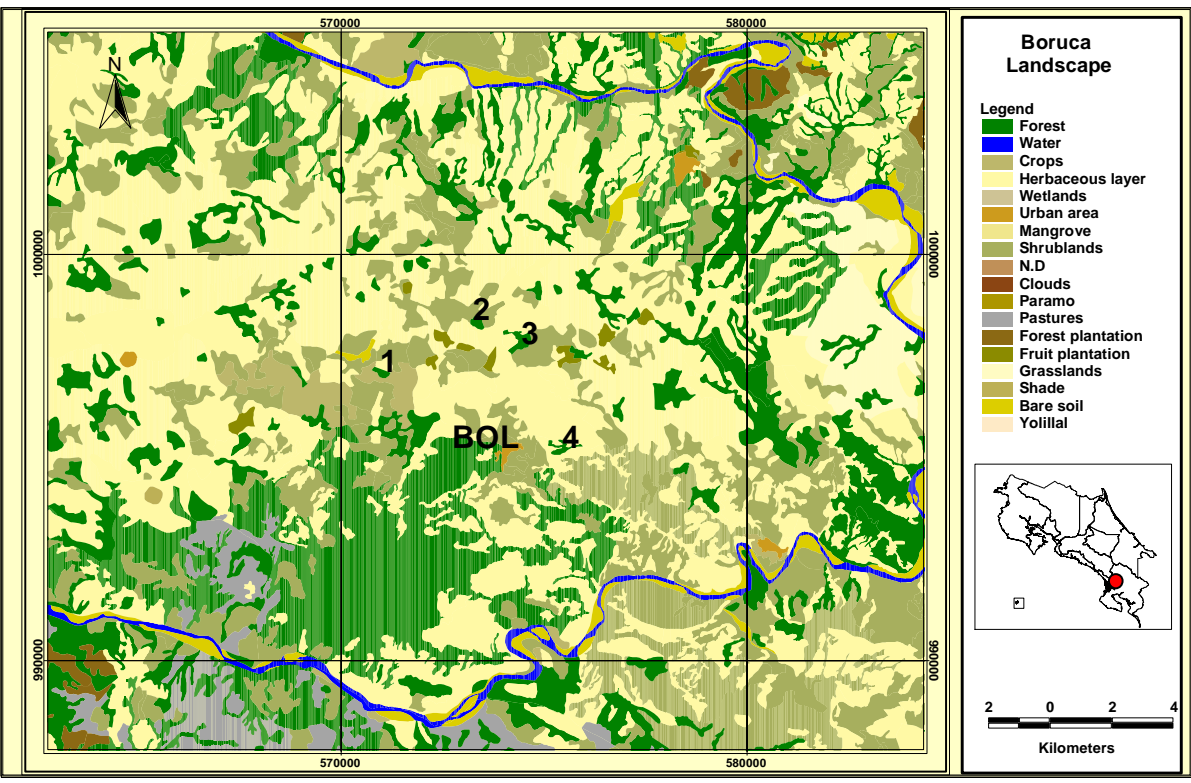 570000 580000
N
1000000 1000000
2
3
1
BOL 4
990000 990000
570000 580000
Boruca
Landscape
Legend
Forest
Water
Crops
Herbaceous layer
Wetlands
Urban area
Mangrove
Shrublands
N.D
Clouds
Paramo
Pastures
Forest plantation
Fruit plantation
Grasslands
Shade
Bare soil
Yolillal
2 0 2 4
Kilometers